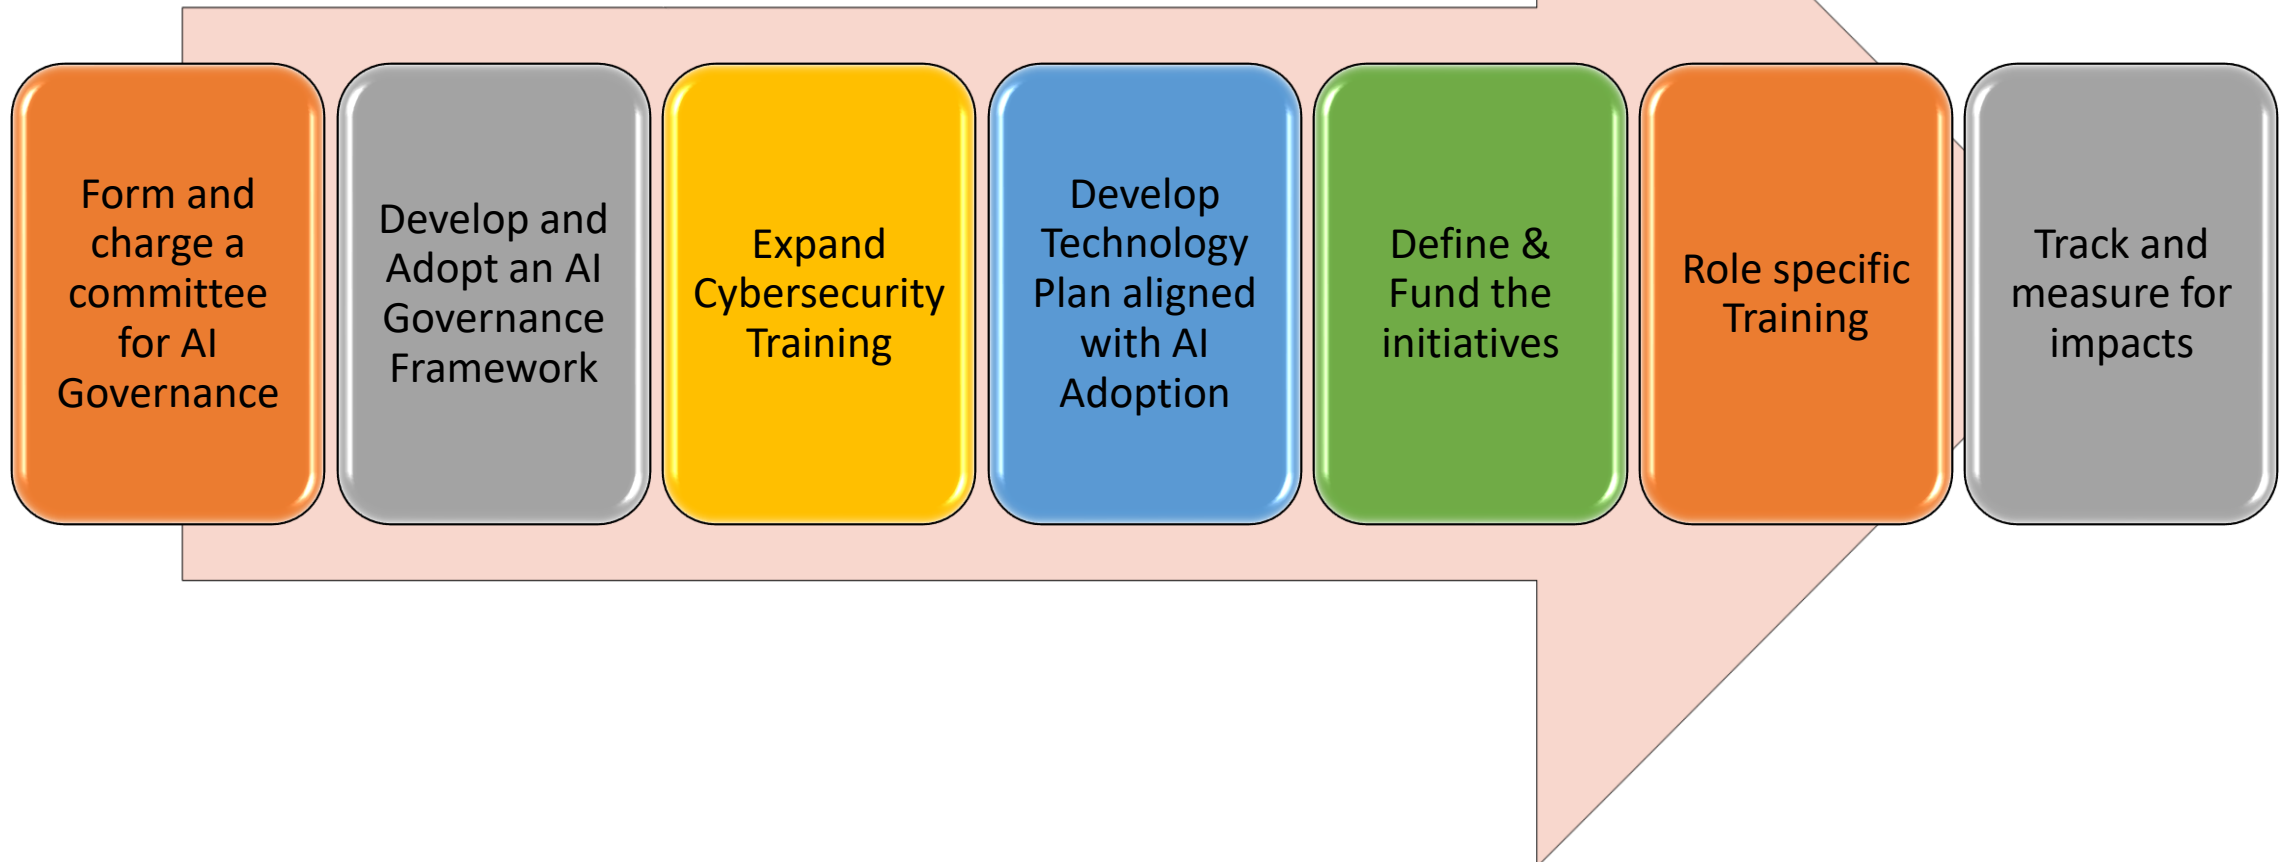 Form and
charge a
committee
for AI
Governance
Develop and
Adopt an AI
Governance
Framework
Expand
Cybersecurity
Training
Develop
Technology
Plan aligned
with AI
Adoption
Define &
Fund the
initiatives
Role specific
Training
Track and
measure for
impacts